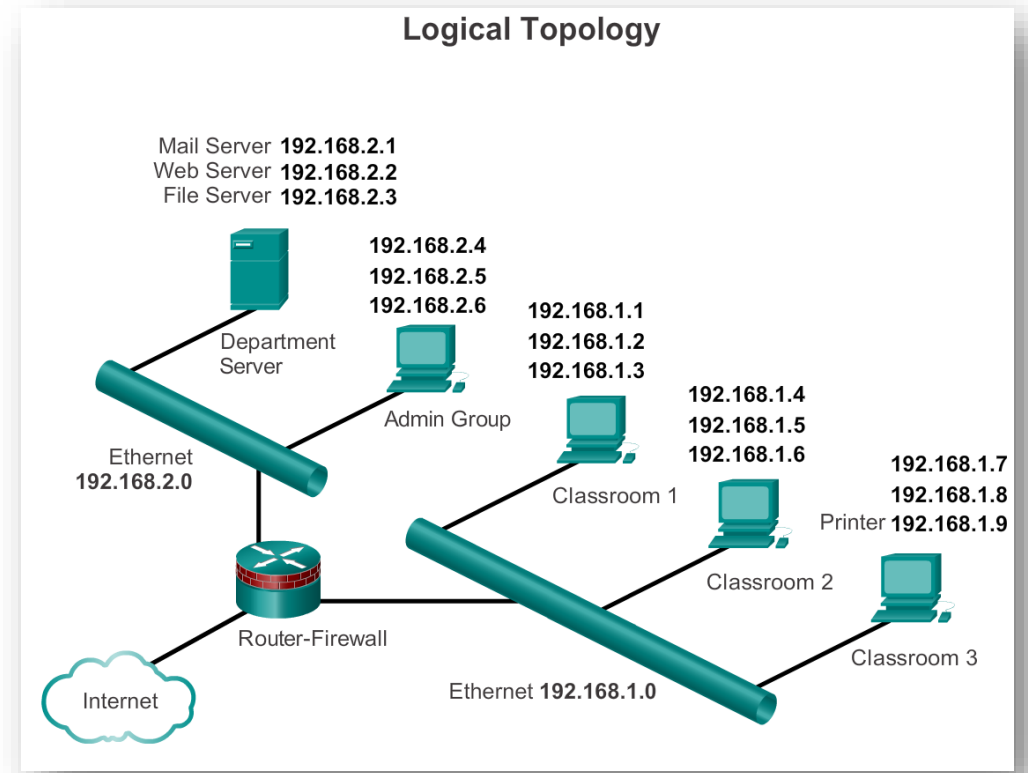 Logical Topology
Mail Server 192.168.2.1
Web Server 192.168.2.2
File Server 192.168.2.3
192.168.2.4
192.168.2.5
192.168.2.6
Department
Server
192.168.1.1
192.168.1.2
192.168.1.3
Admin Group
192.168.1.4
192.168.1.5
192.168.1.6
Ethernet
192.168.2.0
Classroom 1
192.168.1.7
192.168.1.8
Printer 192.168.1.9
Classroom 2
Router-Firewall
Classroom 3
Ethernet 192.168.1.0
Internet